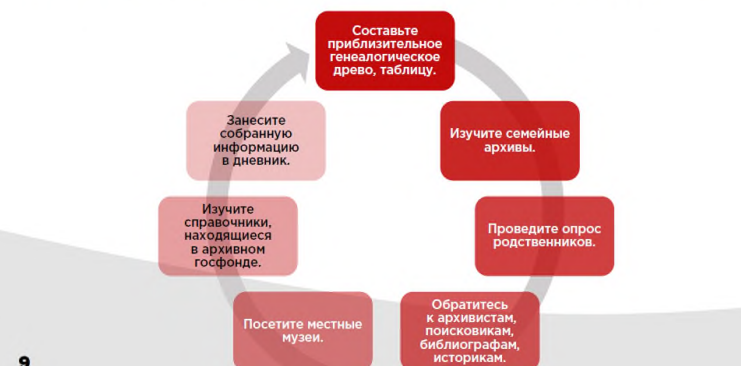 Составьте
приблизительное
генеалогическое
древо, таблицу.
Изучите семейные
архивы.
Проведите опрос
родственников.
Обратитесь
к архивистам,
поисковикам,
библиографам,
историкам.
Посетите местные
музеи.
Изучите
справочники,
находящиеся
в архивном
госфонде.
Занесите
собранную
информацию
в дневник.
9